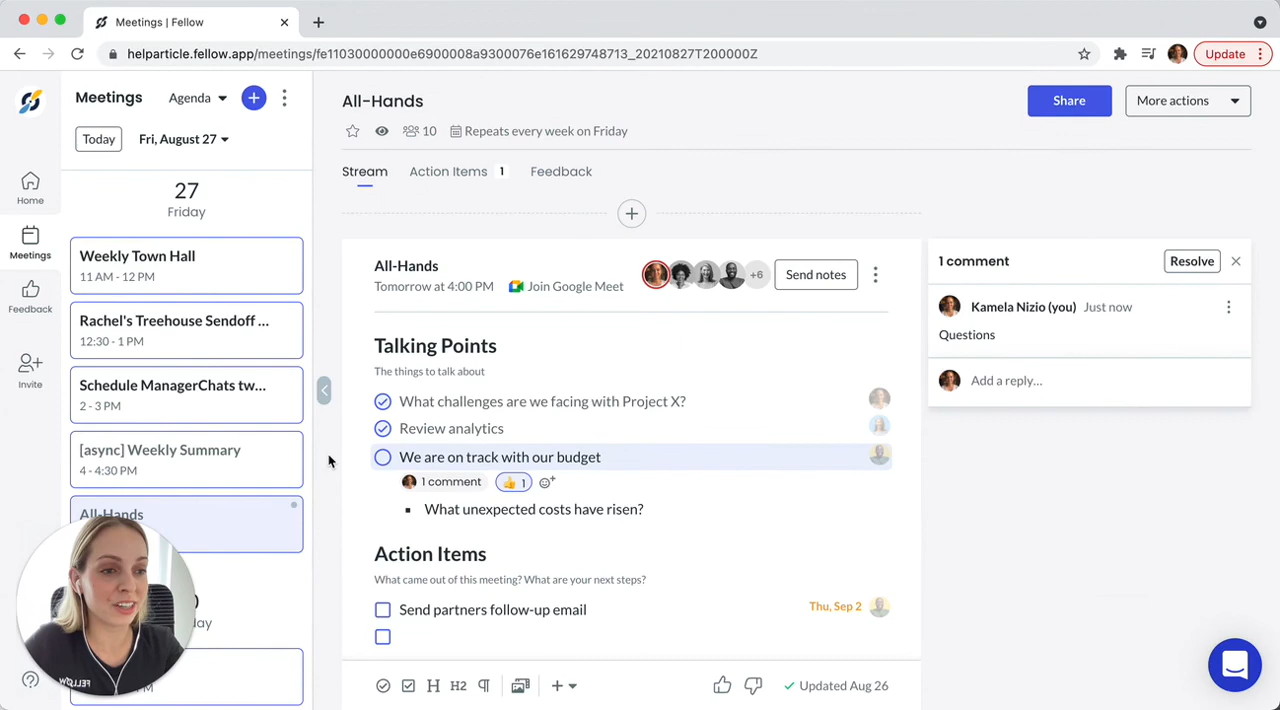 Meetings | Fellow
helparticle.fellow.app/meetings/fe11030000000e6900008a9300076e161629748713_20210827T200000Z
Update
Meetings
Agenda
Today
Fri, August 27
27
Friday
Weekly Town Hall
11 AM - 12 PM
Rachel's Treehouse Sendoff ...
12:30 - 1 PM
Schedule ManagerChats tw...
2 - 3 PM
[async] Weekly Summary
4 - 4:30 PM
All-Hands
Home
Meetings
Feedback
Invite
All-Hands
10
Repeats every week on Friday
Share
More actions
Stream
Action Items 1
Feedback
All-Hands
Tomorrow at 4:00 PM
Join Google Meet
+6
Send notes
Talking Points
The things to talk about
What challenges are we facing with Project X?
Review analytics
We are on track with our budget
1 comment
1
What unexpected costs have risen?
Action Items
What came out of this meeting? What are your next steps?
Send partners follow-up email
Thu, Sep 2
H H2
Updated Aug 26
1 comment
Resolve
Kamela Nizio (you) Just now
Questions
Add a reply...